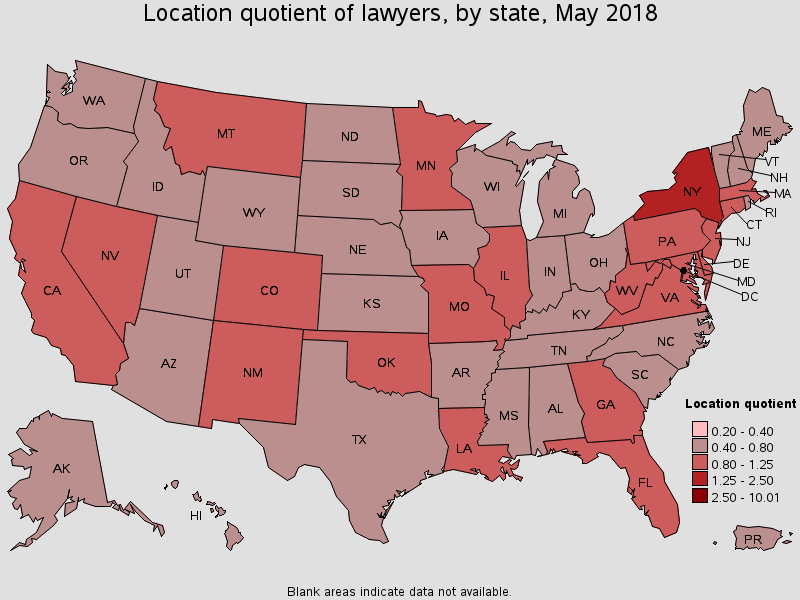 Location quotient of lawyers, by state, May 2018
WA
MT
ND
MN
ME
OR
ID
SD
WI
VT
NH
WY
MI
NY
MA
RI
CT
NV
IA
PA
NJ
UT
NE
IL
IN
OH
DE
CA
CO
MD
WV
VA
DC
KS
MO
KY
NC
AZ
NM
OK
AR
TN
SC
Location quotient
0.20 - 0.40
0.40 - 0.80
0.80 - 1.25
1.25 - 2.50
2.50 - 10.01
MS
AL
GA
TX
LA
AK
FL
HI
PR
Blank areas indicate data not available.